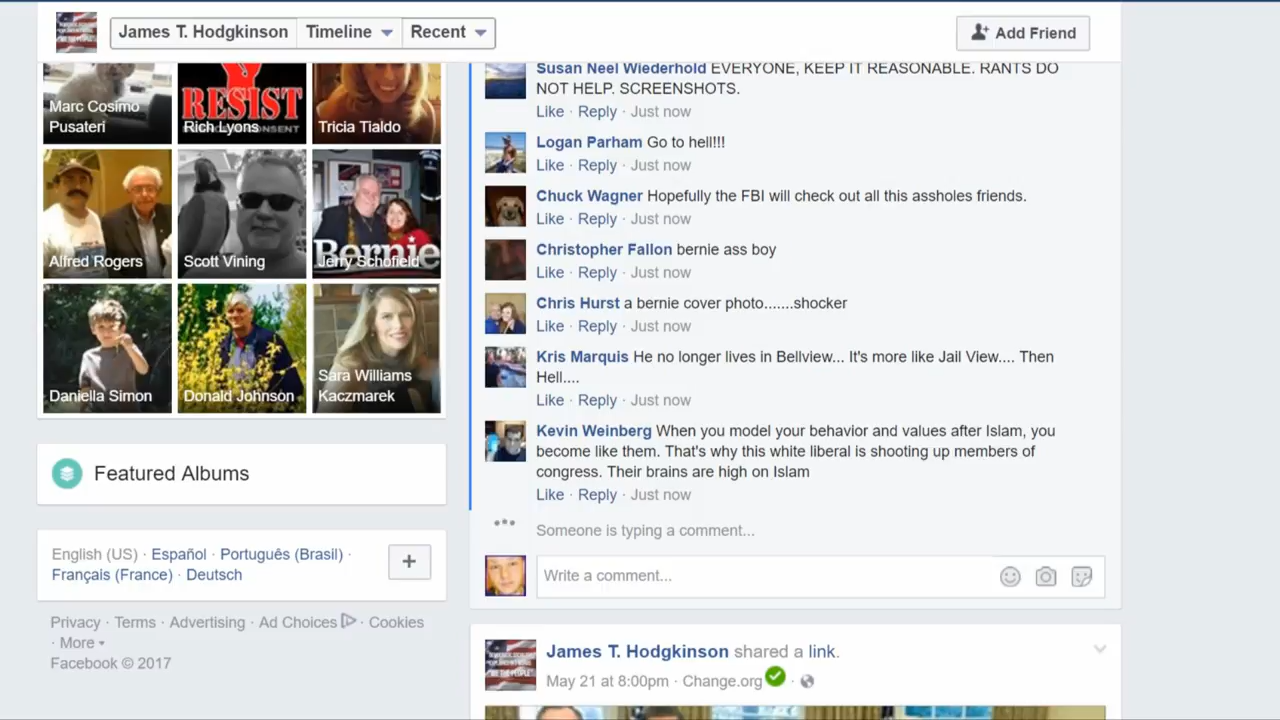 James T. Hodgkinson Timeline Recent Add Friend
Marc Cosimo
Pusateri
RESIST
Rich Lyons
Tricia Tialdo
Alfred Rogers
Scott Vining
Bernie
Jerry Schofield
Daniella Simon
Donald Johnson
Sara Williams
Kaczmarek
Featured Albums
English (US) · Español · Português (Brasil) ·
Français (France) · Deutsch
+
Privacy · Terms · Advertising · Ad Choices · Cookies
· More
Facebook © 2017
Susan Neel Wiederhold EVERYONE, KEEP IT REASONABLE. RANTS DO
NOT HELP. SCREENSHOTS.
Like · Reply · Just now
Logan Parham Go to hell!!!
Like · Reply · Just now
Chuck Wagner Hopefully the FBI will check out all this assholes friends.
Like · Reply · Just now
Christopher Fallon bernie ass boy
Like · Reply · Just now
Chris Hurst a bernie cover photo.......shocker
Like · Reply · Just now
Kris Marquis He no longer lives in Bellview... It's more like Jail View.... Then
Hell....
Like · Reply · Just now
Kevin Weinberg When you model your behavior and values after Islam, you
become like them. That's why this white liberal is shooting up members of
congress. Their brains are high on Islam
Like · Reply · Just now
Someone is typing a comment...
Write a comment...
James T. Hodgkinson shared a link.
May 21 at 8:00pm · Change.org ·